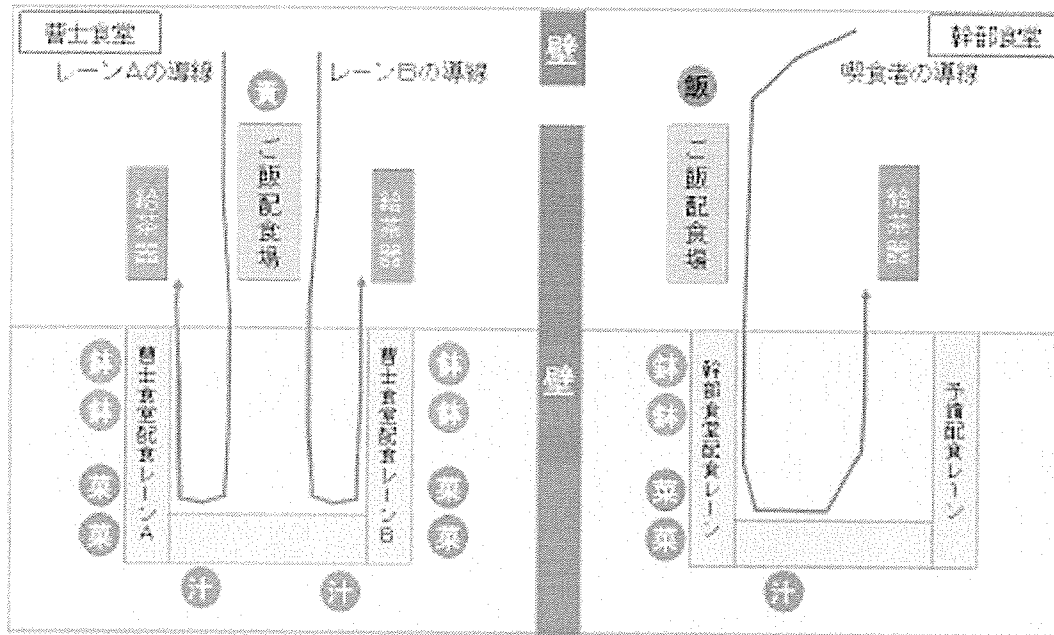 曹士食堂
レーンAの導線
レーンBの導線
責
ご飯配食場
給茶器
給茶器
鉢
鉢
菜
菜
曹士食堂配食レーンA
曹士食堂配食レーンB
鉢
鉢
菜
菜
汁
汁
壁
壁
幹部食堂
喫食者の導線
飯
ご飯配食場
給茶器
鉢
鉢
菜
菜
幹部食堂配食レーン
予備配食レーン
汁